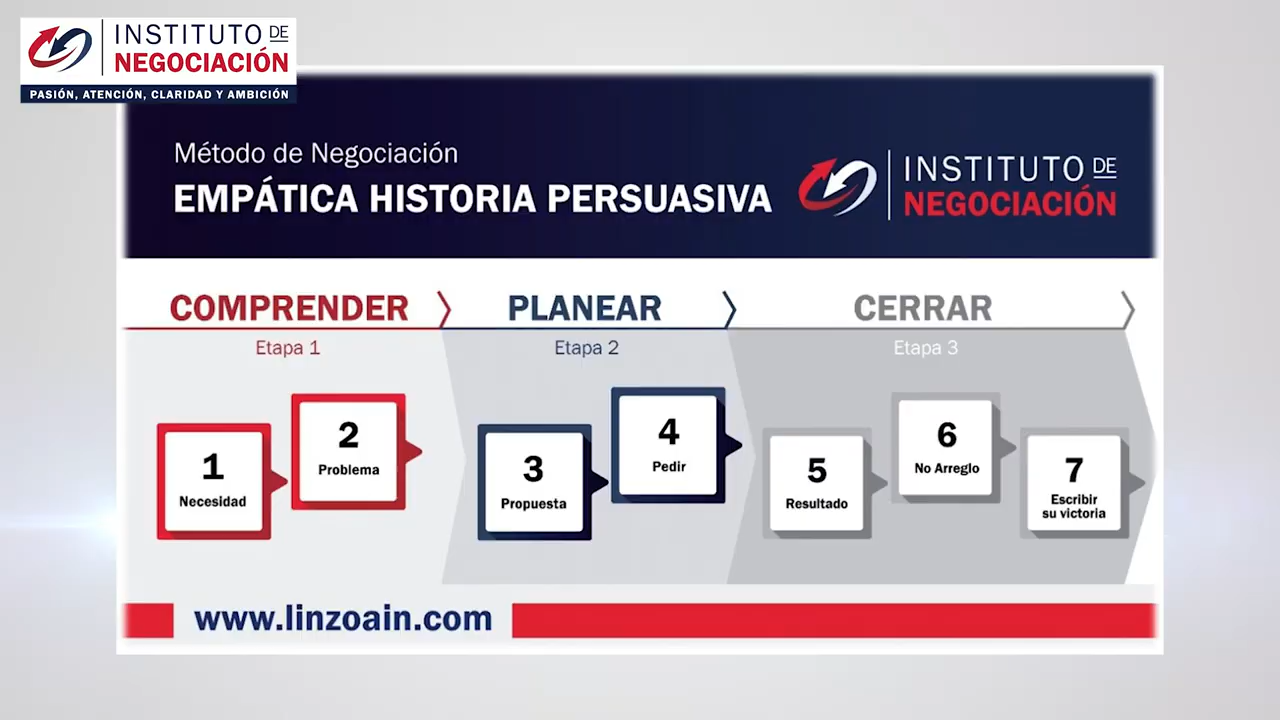 INSTITUTO DE
NEGOCIACIÓN
PASIÓN, ATENCIÓN, CLARIDAD Y AMBICIÓN
Método de Negociación
EMPÁTICA HISTORIA PERSUASIVA
INSTITUTO DE
NEGOCIACIÓN
COMPRENDER
Etapa 1
PLANEAR
Etapa 2
CERRAR
Etapa 3
1
Necesidad
2
Problema
3
Propuesta
4
Pedir
5
Resultado
6
No Arreglo
7
Escribir
su victoria
www.linzoain.com